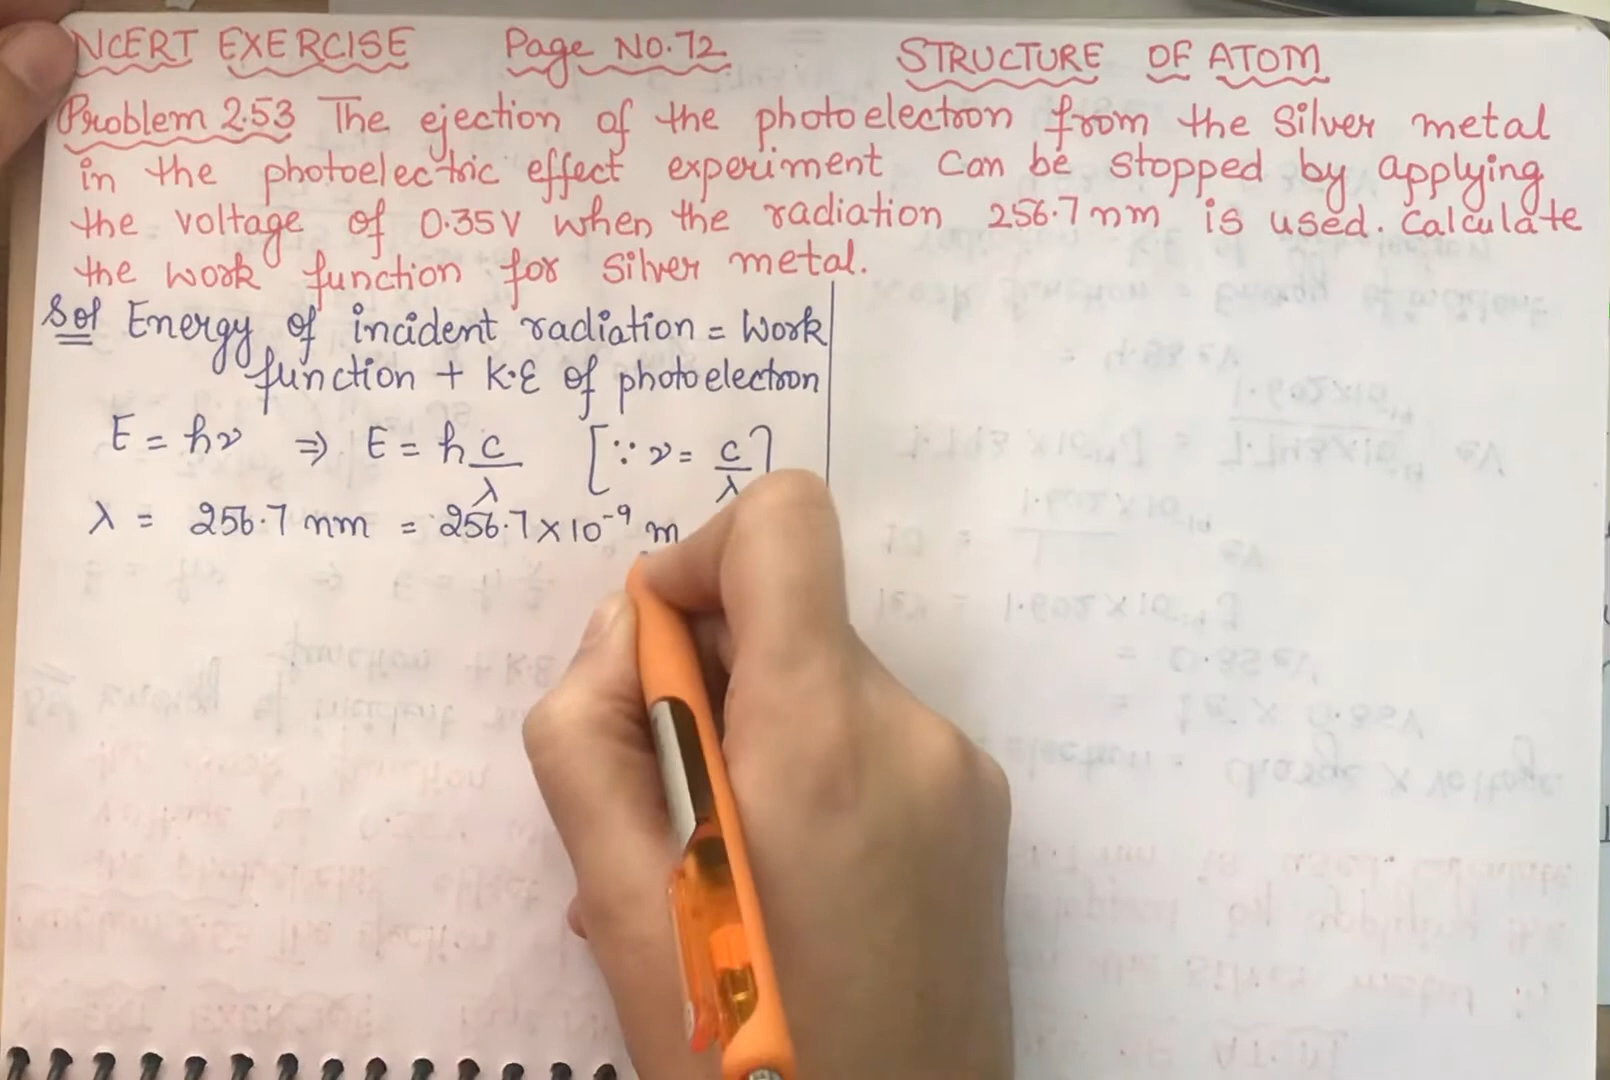 NCERT EXERCISE Page NO.72 STRUCTURE OF ATOM
Problem 2.53 The ejection of the photoelectron from the Silver metal
in the photoelectric effect experiment Can be stopped by applying
the voltage of 0.35V when the radiation 256.7nm is used. Calculate
the work function for Silver metal.
Sol Energy of incident radiation = Work
function + K.E of photoelectron
E = hν ⇒ E = h c/λ [∵ ν = c/λ]
λ = 256.7 nm = 256.7 × 10⁻⁹ m